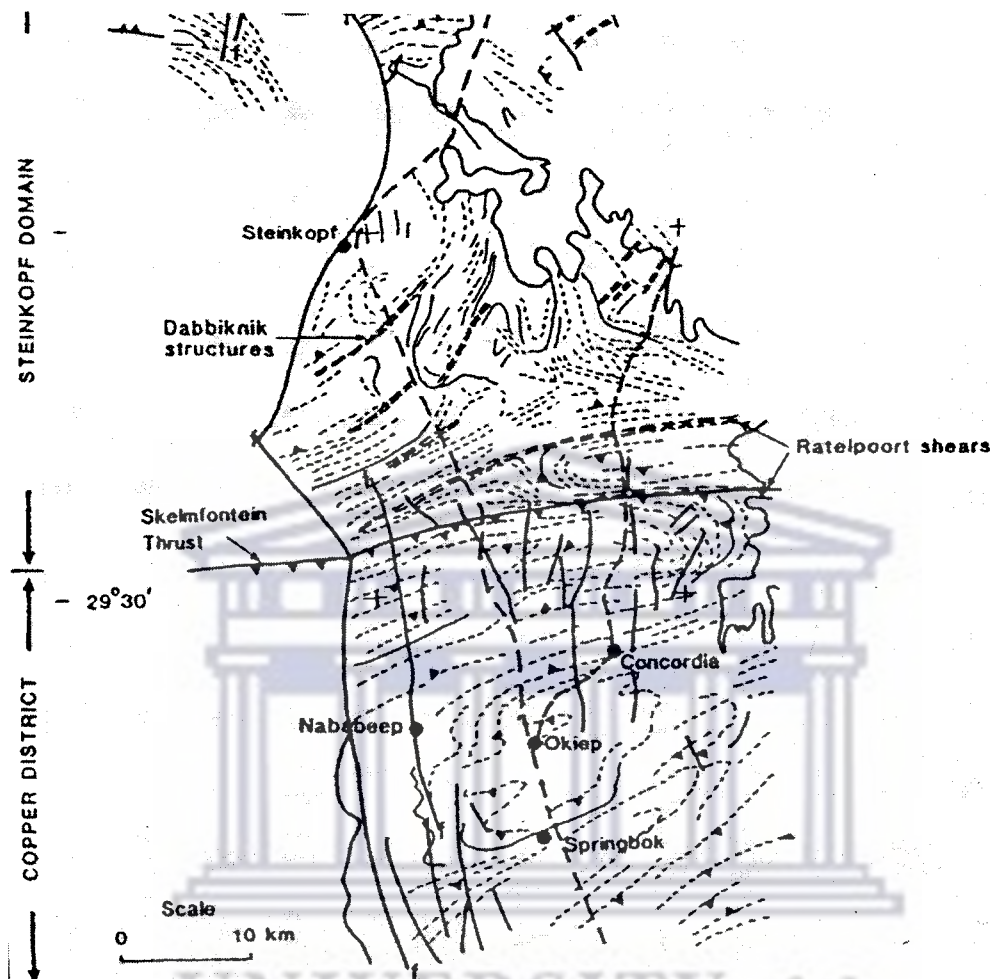 STEINKOPF DOMAIN
Steinkopf
Dabbiknik
structures
Ratelpoort shears
Skelmfontein
Thrust
29°30'
COPPER DISTRICT
Concordia
Nababeep
Okiep
Springbok
Scale
0 10 km
f